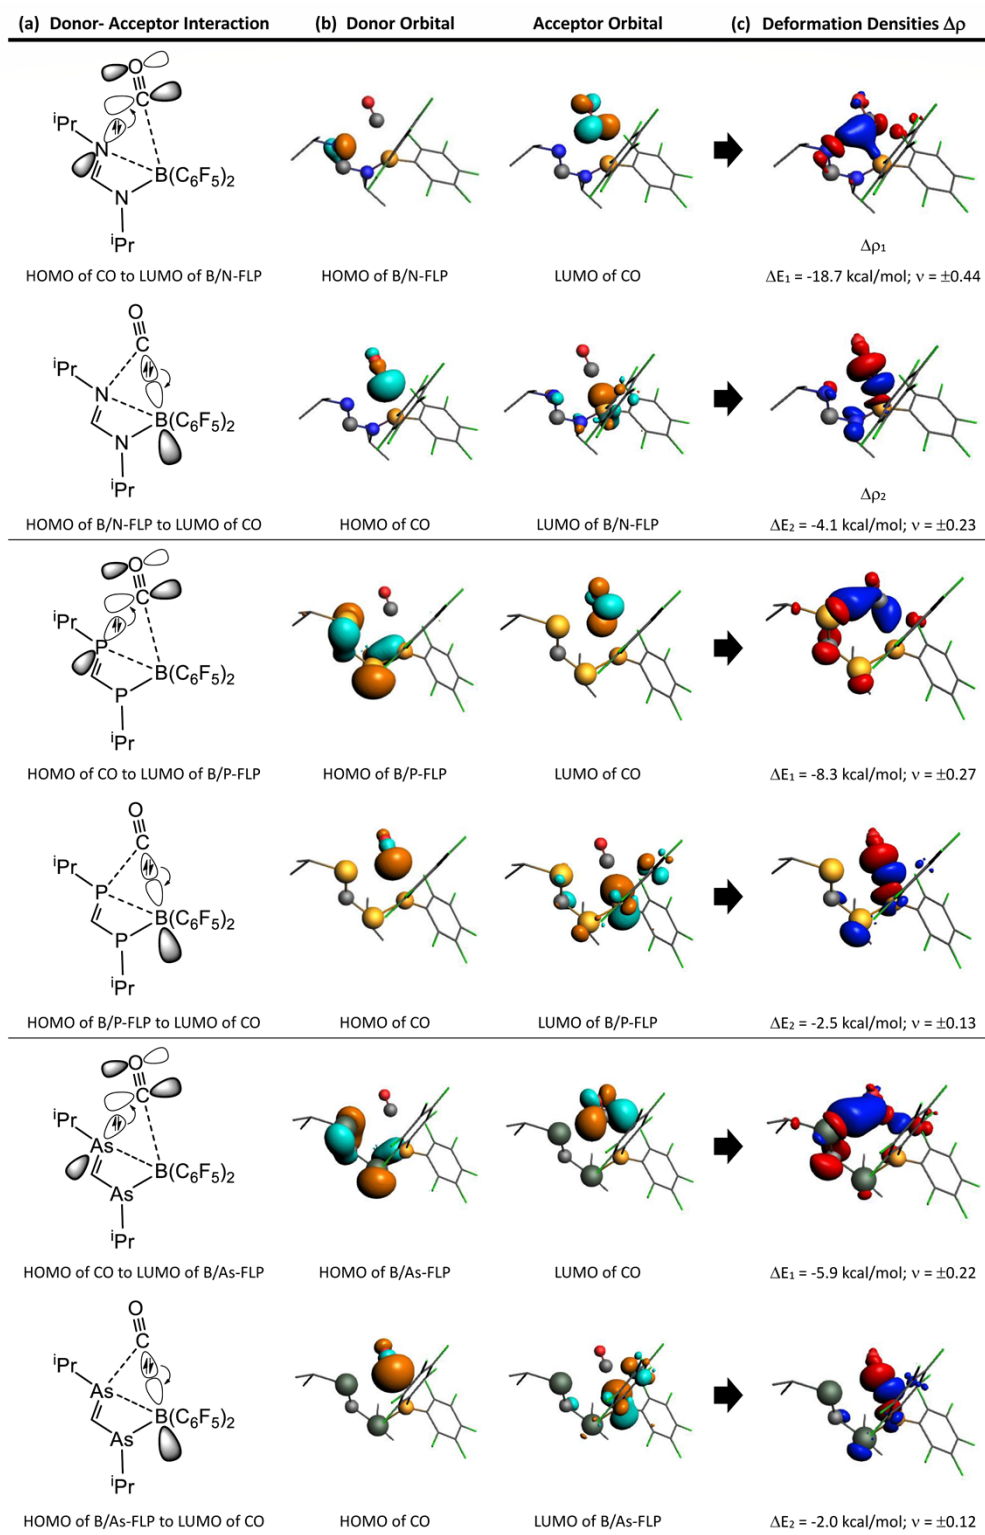 (a) Donor- Acceptor Interaction (b) Donor Orbital Acceptor Orbital (c) Deformation Densities Δρ
O
C
iPr
N
B(C6F5)2
N
iPr
Δρ1
HOMO of CO to LUMO of B/N-FLP HOMO of B/N-FLP LUMO of CO ΔE1 = -18.7 kcal/mol; ν = ±0.44
O
C
iPr
N
B(C6F5)2
N
iPr
Δρ2
HOMO of B/N-FLP to LUMO of CO HOMO of CO LUMO of B/N-FLP ΔE2 = -4.1 kcal/mol; ν = ±0.23
O
C
iPr
P
B(C6F5)2
P
iPr
HOMO of CO to LUMO of B/P-FLP HOMO of B/P-FLP LUMO of CO ΔE1 = -8.3 kcal/mol; ν = ±0.27
O
C
iPr
P
B(C6F5)2
P
iPr
HOMO of B/P-FLP to LUMO of CO HOMO of CO LUMO of B/P-FLP ΔE2 = -2.5 kcal/mol; ν = ±0.13
O
C
iPr
As
B(C6F5)2
As
iPr
HOMO of CO to LUMO of B/As-FLP HOMO of B/As-FLP LUMO of CO ΔE1 = -5.9 kcal/mol; ν = ±0.22
O
C
iPr
As
B(C6F5)2
As
iPr
HOMO of B/As-FLP to LUMO of CO HOMO of CO LUMO of B/As-FLP ΔE2 = -2.0 kcal/mol; ν = ±0.12